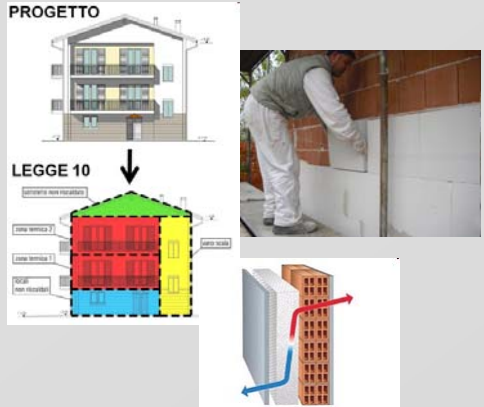 PROGETTO
LEGGE 10
sottotetto non riscaldato
zona termica 2
vano scala
zona termica 1
locali
non riscaldati